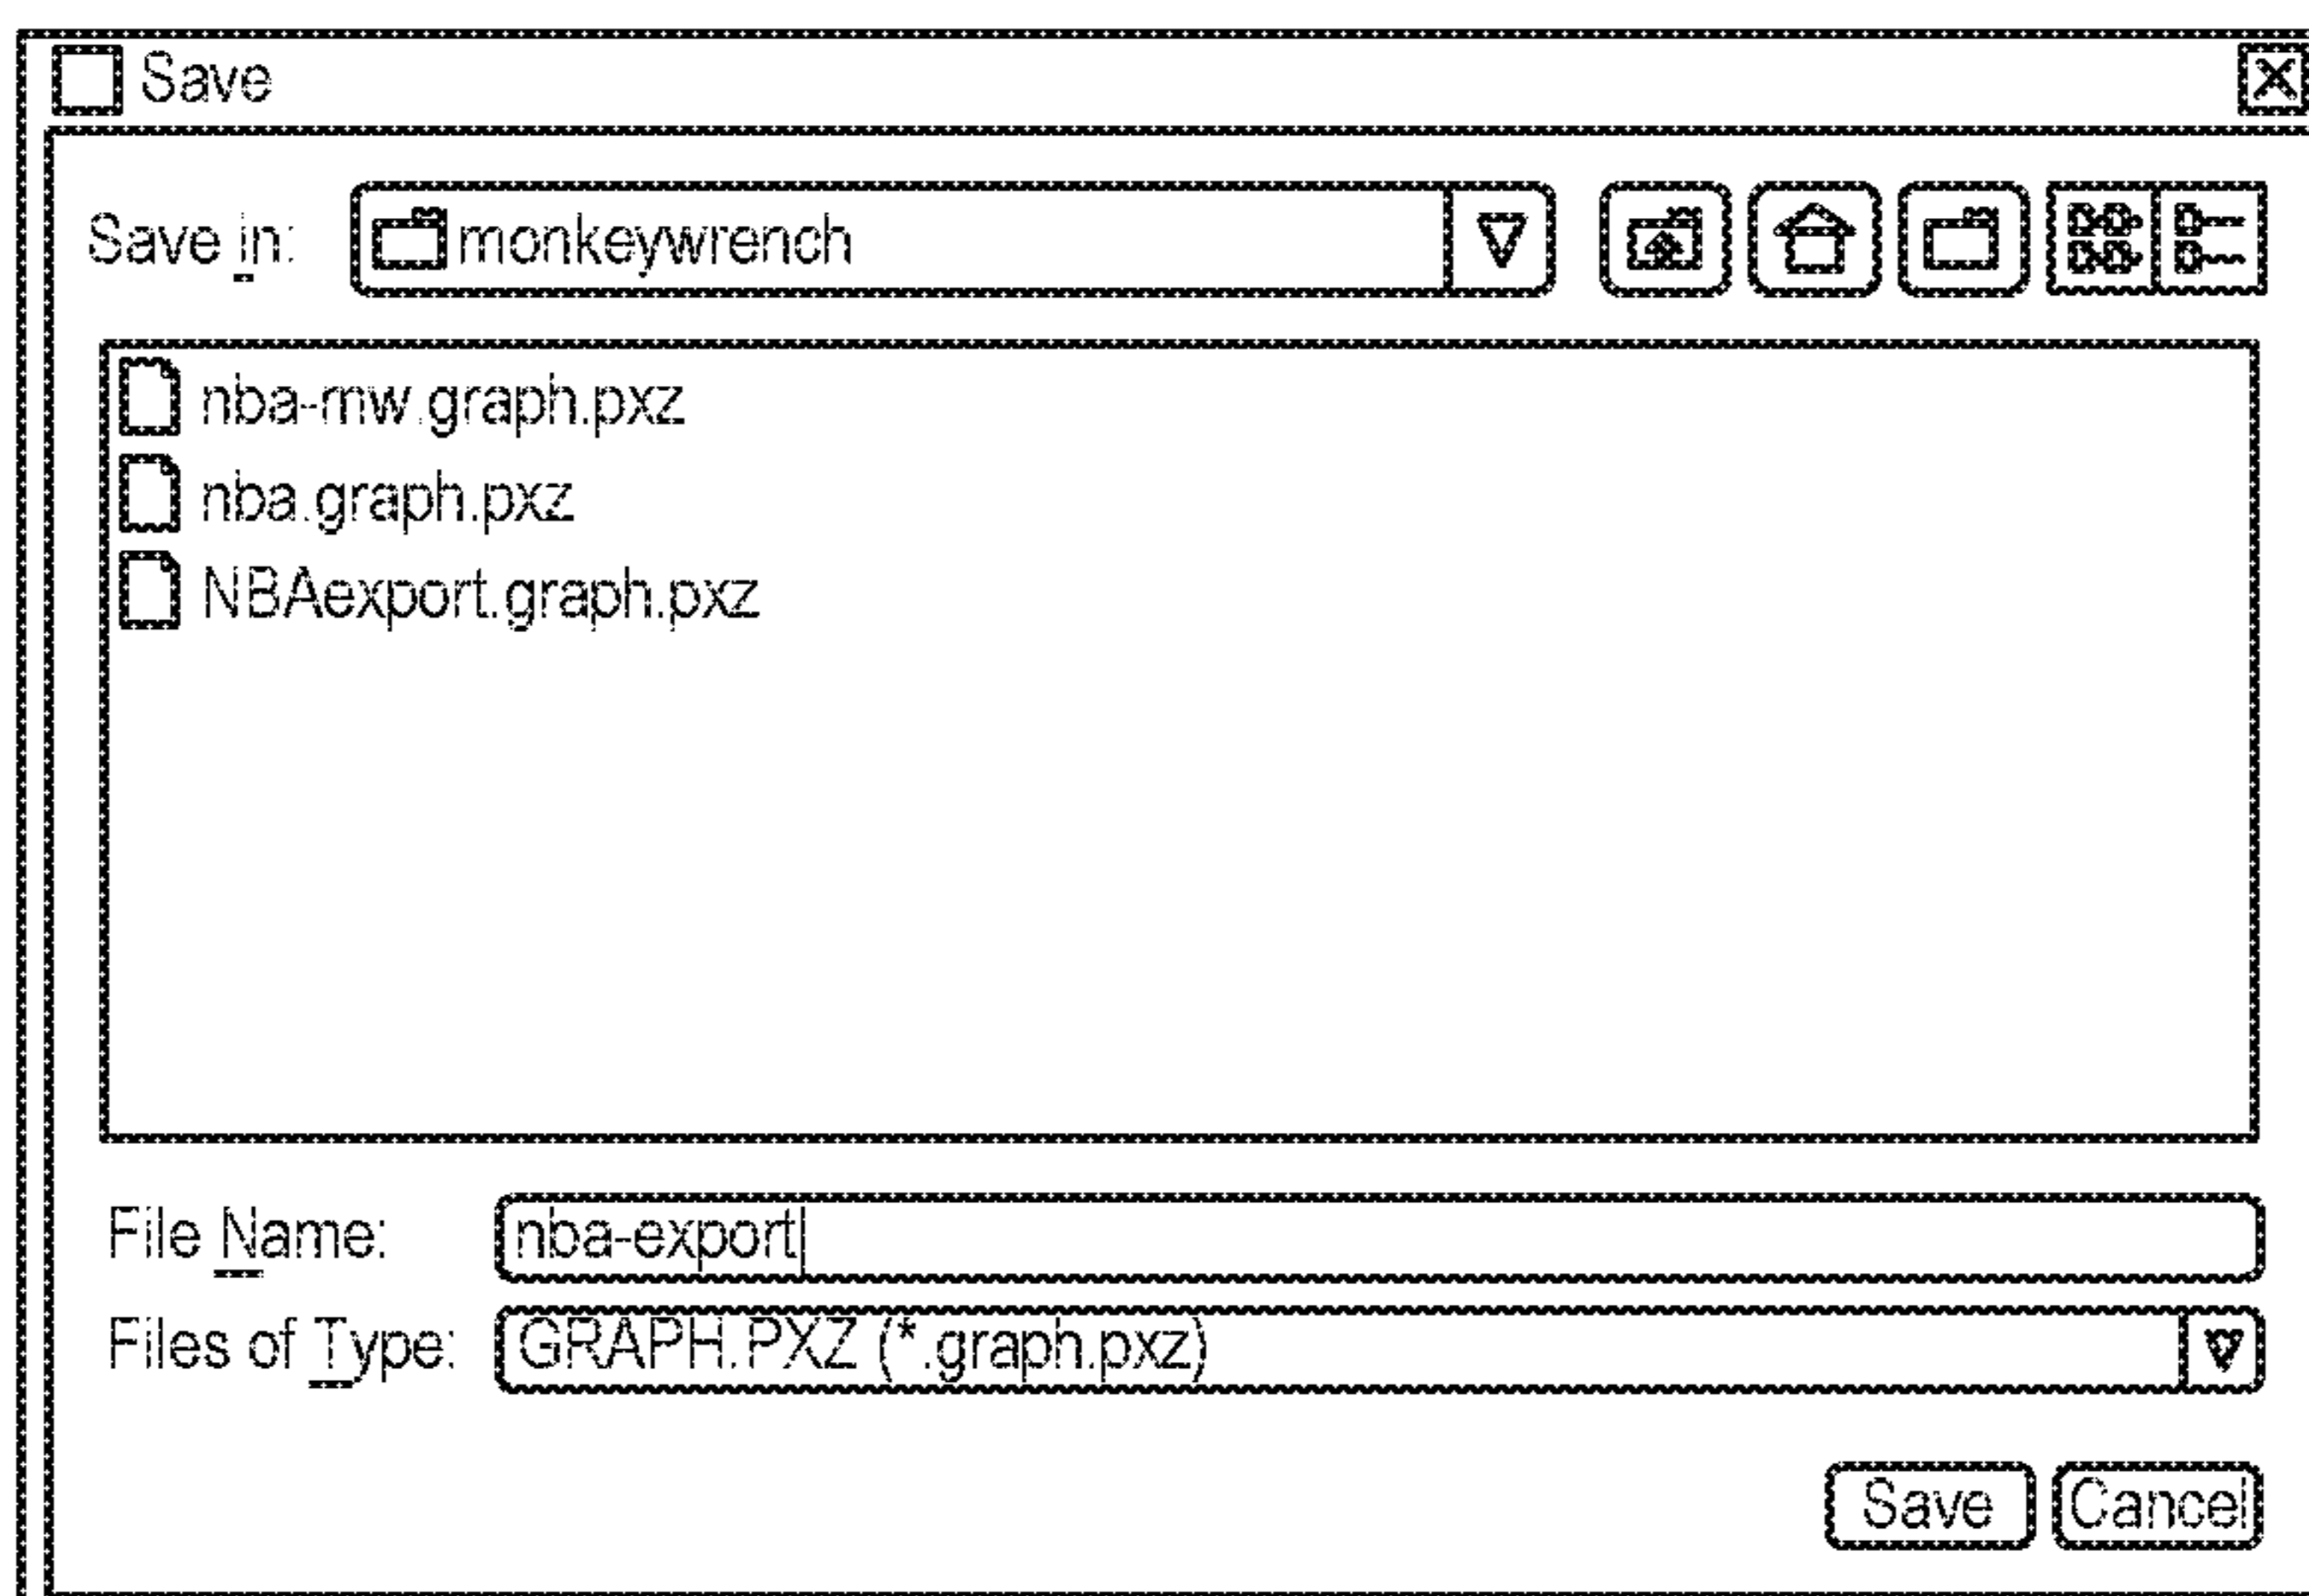 Save
Save in: monkeywrench
nba-mw.graph.pxz
nba.graph.pxz
NBAexport.graph.pxz
File Name: nba-export
Files of Type: GRAPH.PXZ (*.graph.pxz)
Save Cancel